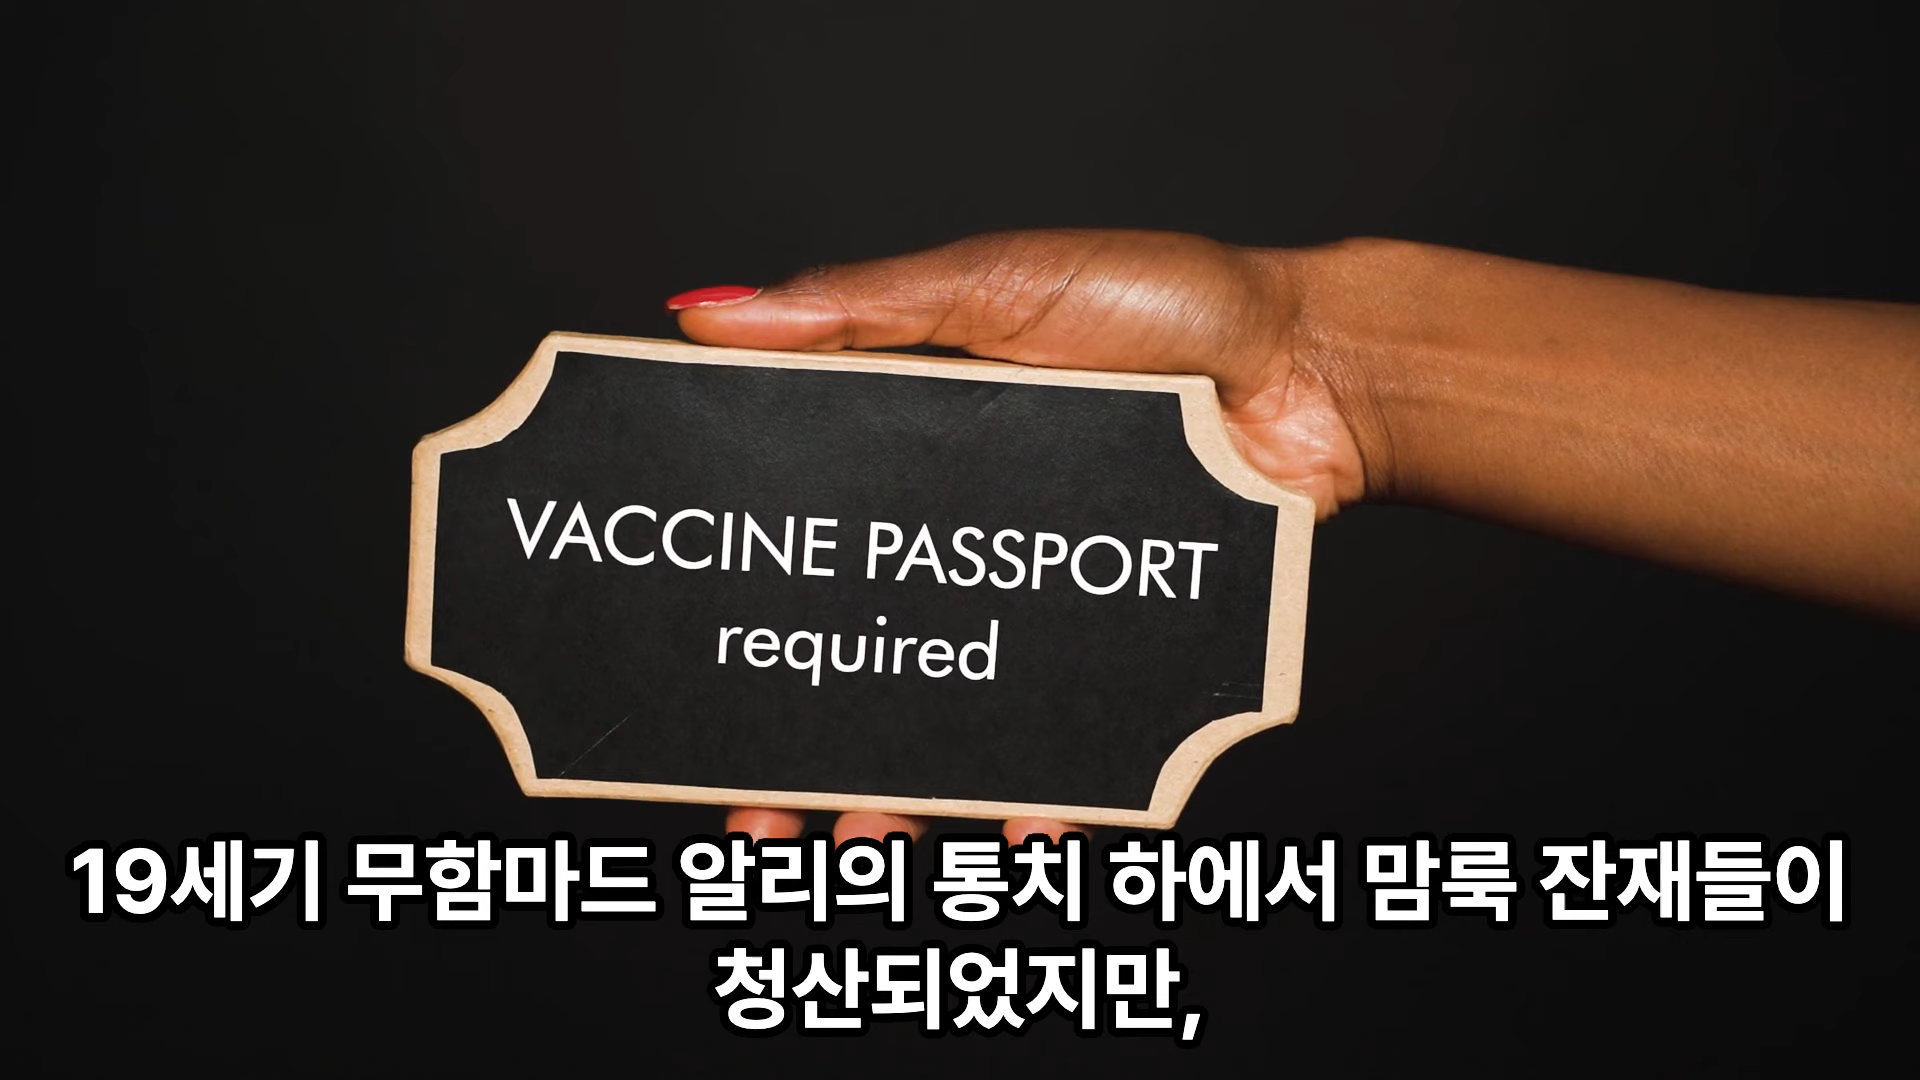 VACCINE PASSPORT
required
19세기 무함마드 알리의 통치 하에서 맘룩 잔재들이
청산되었지만,